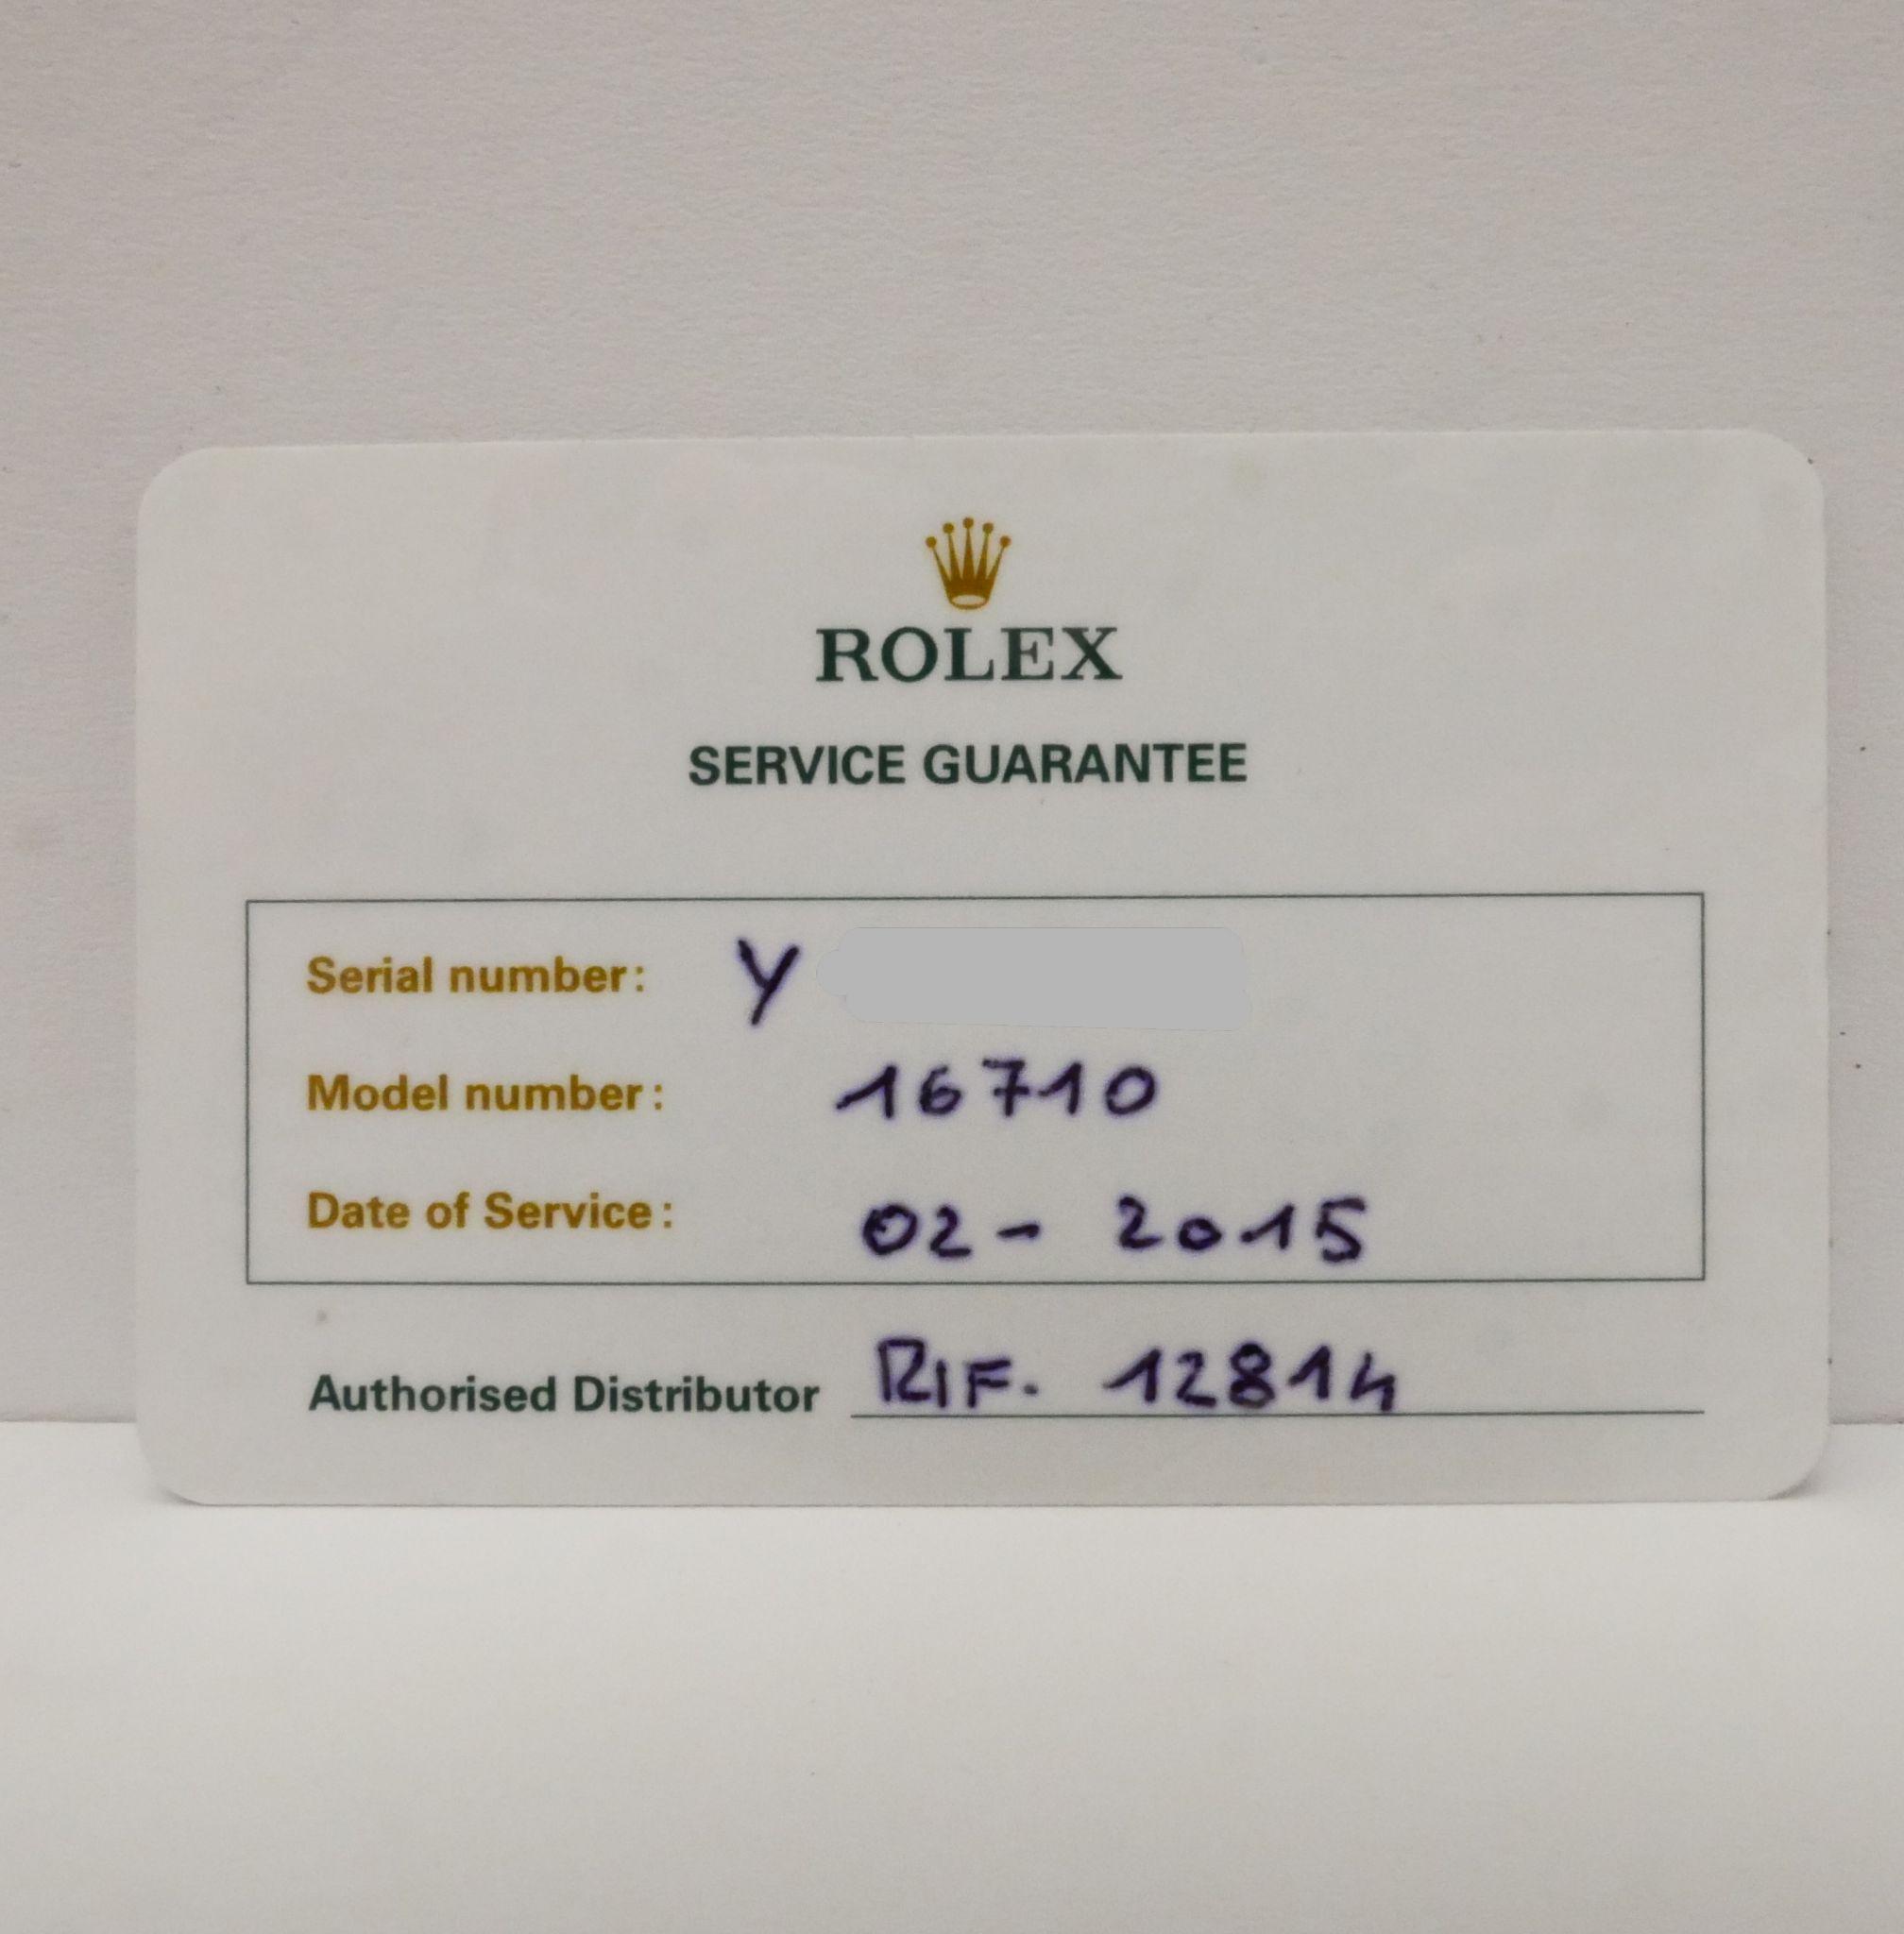 ROLEX
SERVICE GUARANTEE
Serial number: Y
Model number: 16710
Date of Service: 02 - 2015
Authorised Distributor RIF. 12814